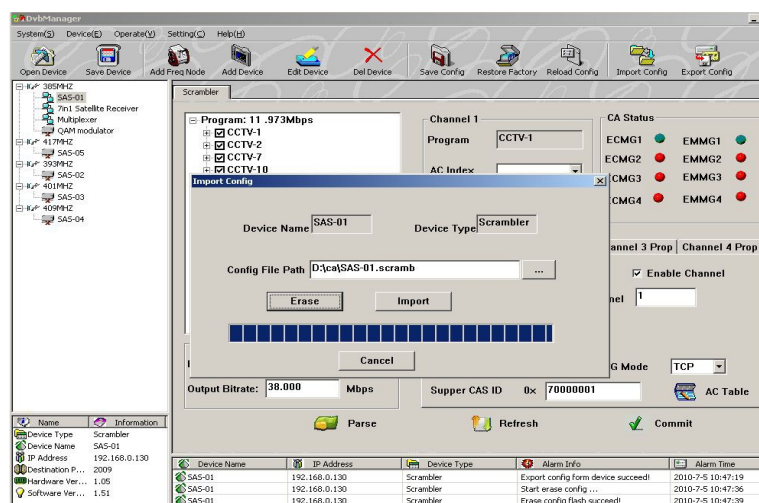 DvbManager
System(S) Device(E) Operate(V) Setting(C) Help(H)
Open Device Save Device Add Freq Node Add Device Edit Device Del Device Save Config Restore Factory Reload Config Import Config Export Config
385MHZ
SAS-01
7in1 Satellite Receiver
Multiplexer
QAM modulator
417MHZ
SAS-05
393MHZ
SAS-02
401MHZ
SAS-03
409MHZ
SAS-04
Scrambler
Program: 11 .973Mbps
CCTV-1
CCTV-2
CCTV-7
CCTV-10
Channel 1
Program CCTV-1
AC Index
CA Status
ECMG1 EMMG1
ECMG2 EMMG2
ECMG3 EMMG3
ECMG4 EMMG4
Import Config
Device Name SAS-01 Device Type Scrambler
Config File Path D:\ca\SAS-01.scramb ...
Erase Import
Cancel
annel 3 Prop Channel 4 Prop
Enable Channel
nel 1
G Mode TCP
Output Bitrate: 38.000 Mbps
Supper CAS ID 0x 70000001 AC Table
Parse Refresh Commit
Name Information
Device Type Scrambler
Device Name SAS-01
IP Address 192.168.0.130
Destination P... 2009
Hardware Ver... 1.05
Software Ver... 1.51
Device Name IP Address Device Type Alarm Info Alarm Time
SAS-01 192.168.0.130 Scrambler Export config form device succeed! 2010-7-5 10:47:19
SAS-01 192.168.0.130 Scrambler Start erase config ... 2010-7-5 10:47:36
SAS-01 192.168.0.130 Scrambler Erase config flash succeed! 2010-7-5 10:47:39